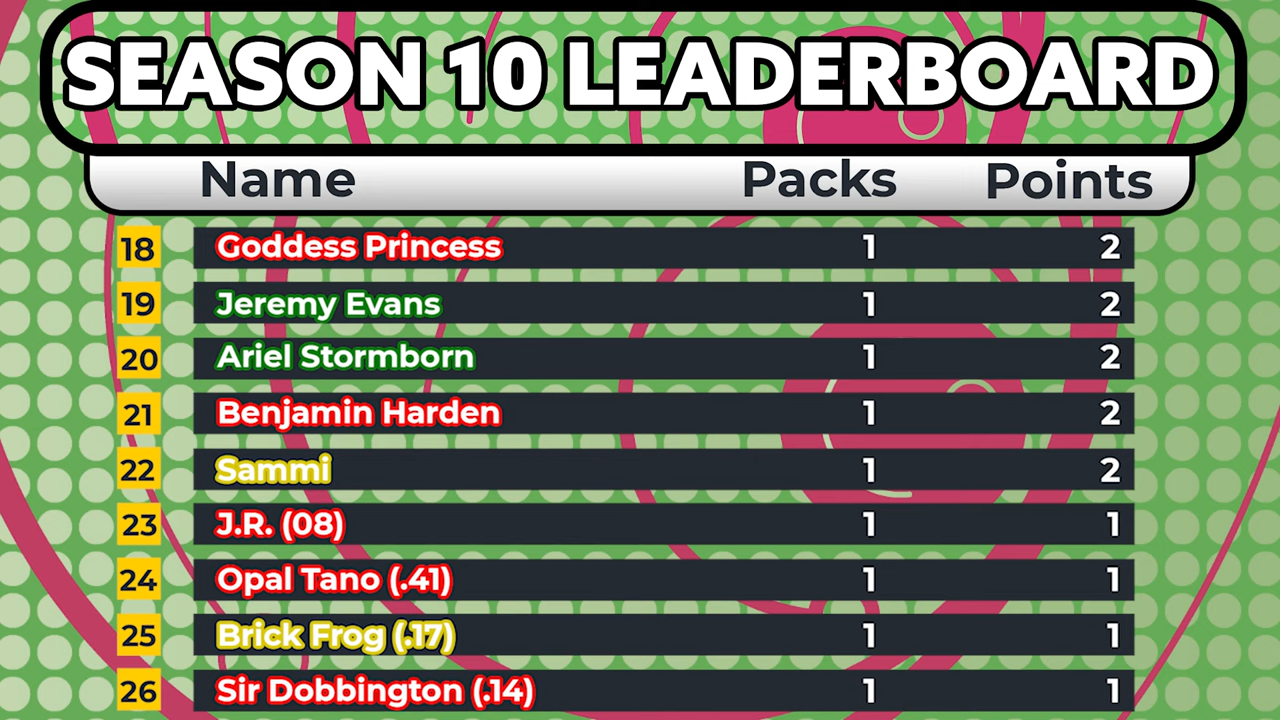 SEASON 10 LEADERBOARD
Name Packs Points
18 Goddess Princess 1 2
19 Jeremy Evans 1 2
20 Ariel Stormborn 1 2
21 Benjamin Harden 1 2
22 Sammi 1 2
23 J.R. (08) 1 1
24 Opal Tano (.41) 1 1
25 Brick Frog (.17) 1 1
26 Sir Dobbington (.14) 1 1